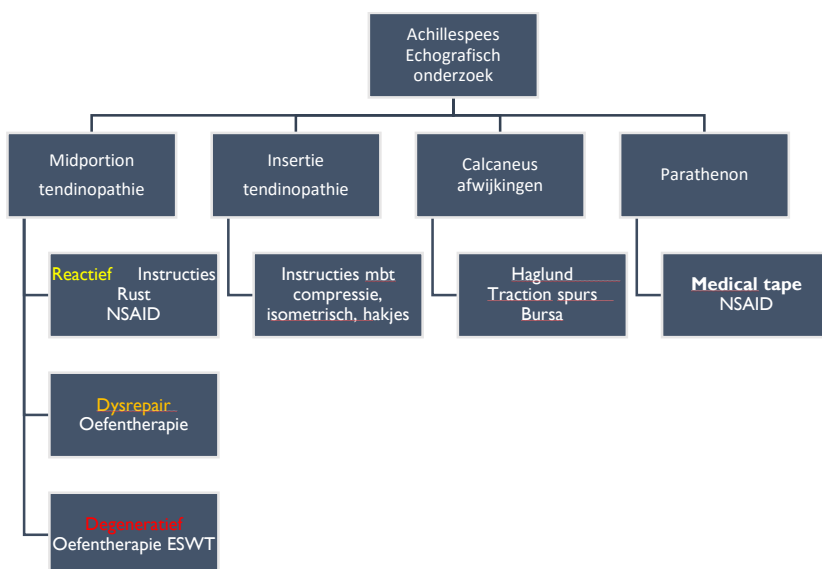 Achillespees
Echografisch
onderzoek
Midportion
tendinopathie
Insertie
tendinopathie
Calcaneus
afwijkingen
Parathenon
Reactief Instructies
Rust
NSAID
Instructies mbt
compressie,
isometrisch, hakjes
Haglund
Traction spurs
Bursa
Medical tape
NSAID
Dysrepair
Oefentherapie
Degeneratief
Oefentherapie ESWT